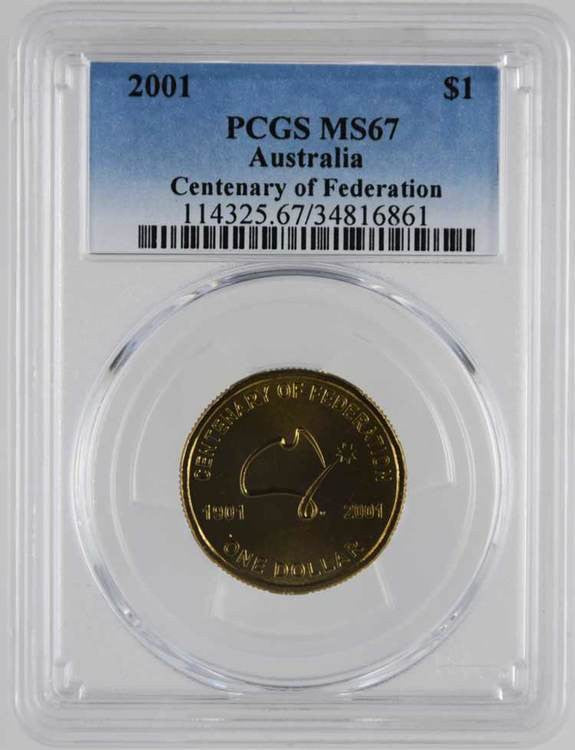 2001 $1
PCGS MS67
Australia
Centenary of Federation
114325.67/34816861
CENTENARY OF FEDERATION
1901 2001
ONE DOLLAR